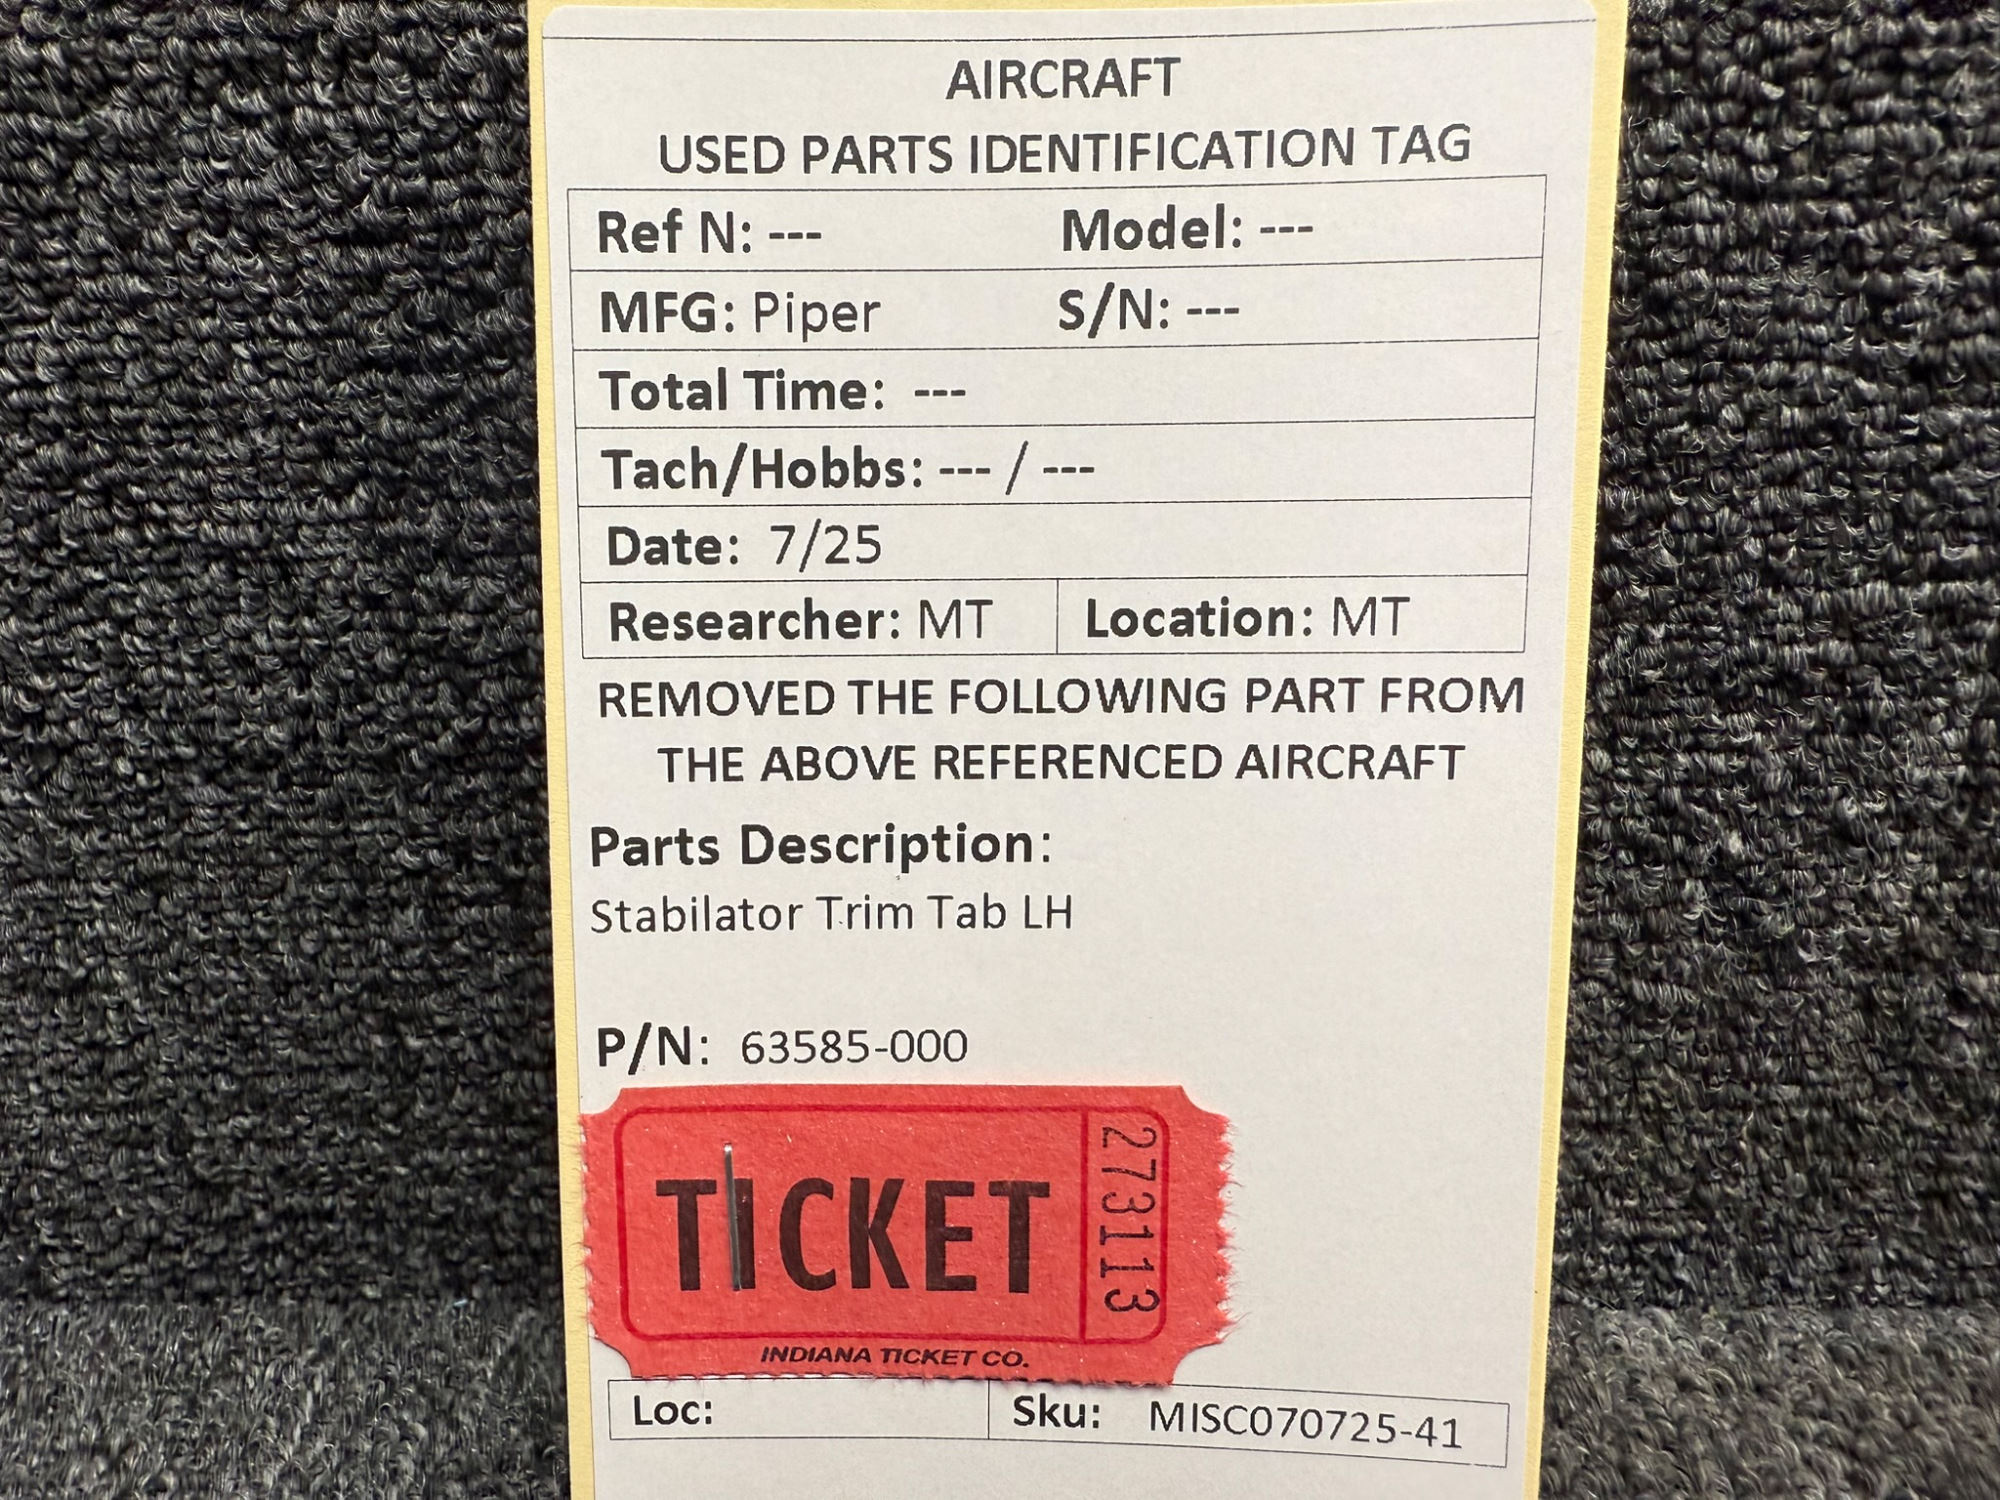 AIRCRAFT
USED PARTS IDENTIFICATION TAG
Ref N: --- Model: ---
MFG: Piper S/N: ---
Total Time: ---
Tach/Hobbs: --- / ---
Date: 7/25
Researcher: MT Location: MT
REMOVED THE FOLLOWING PART FROM
THE ABOVE REFERENCED AIRCRAFT
Parts Description:
Stabilator Trim Tab LH
P/N: 63585-000
TICKET
273113
INDIANA TICKET CO.
Loc: Sku: MISC070725-41